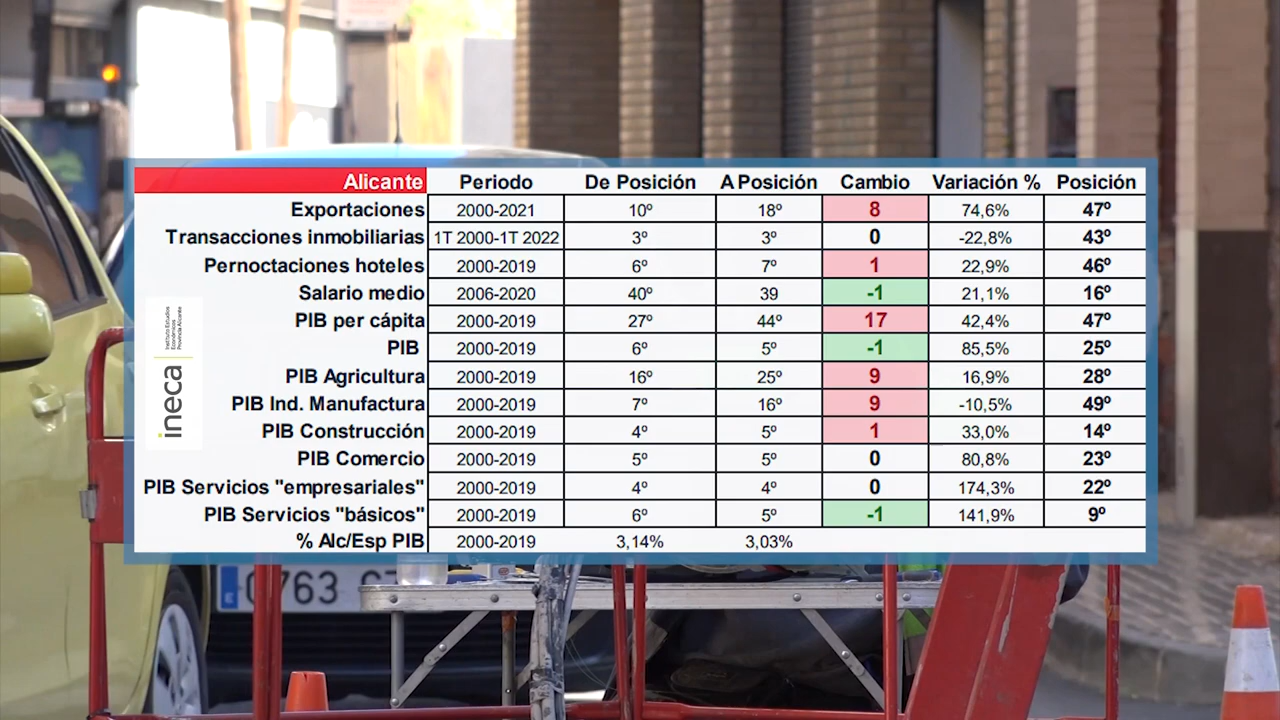 Alicante Periodo De Posición A Posición Cambio Variación % Posición
Exportaciones 2000-2021 10º 18º 8 74,6% 47º
Transacciones inmobiliarias 1T 2000-1T 2022 3º 3º 0 -22,8% 43º
Pernoctaciones hoteles 2000-2019 6º 7º 1 22,9% 46º
Salario medio 2006-2020 40º 39 -1 21,1% 16º
PIB per cápita 2000-2019 27º 44º 17 42,4% 47º
PIB 2000-2019 6º 5º -1 85,5% 25º
PIB Agricultura 2000-2019 16º 25º 9 16,9% 28º
PIB Ind. Manufactura 2000-2019 7º 16º 9 -10,5% 49º
PIB Construcción 2000-2019 4º 5º 1 33,0% 14º
PIB Comercio 2000-2019 5º 5º 0 80,8% 23º
PIB Servicios "empresariales" 2000-2019 4º 4º 0 174,3% 22º
PIB Servicios "básicos" 2000-2019 6º 5º -1 141,9% 9º
% Alc/Esp PIB 2000-2019 3,14% 3,03%
ineca
Instituto Estudios
Económicos
Provincia Alicante
E
0763